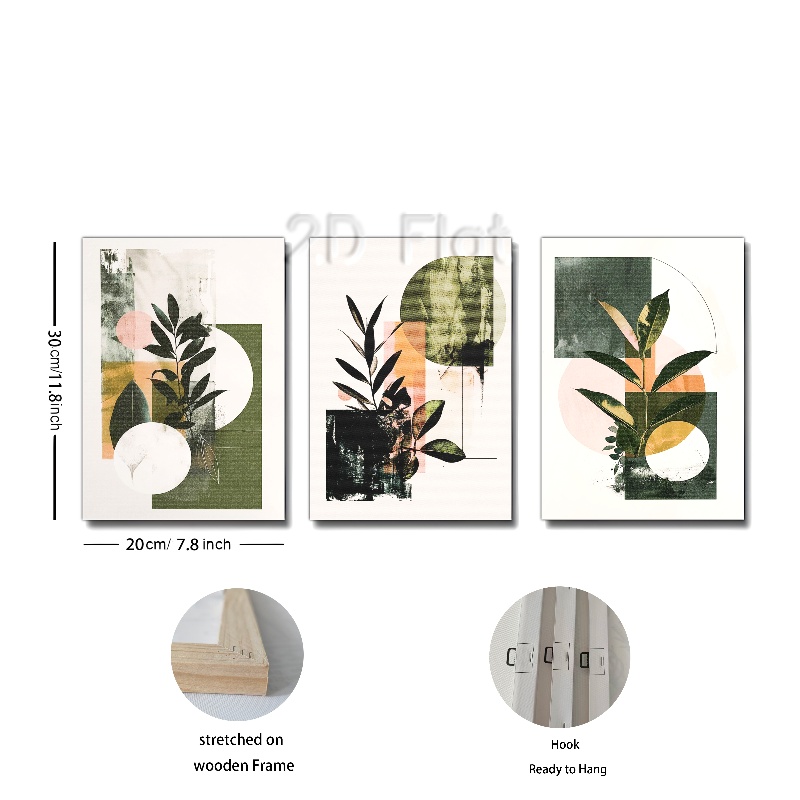 2D Flat
30cm/11.8inch
20cm/ 7.8 inch
stretched on
wooden Frame
Hook
Ready to Hang